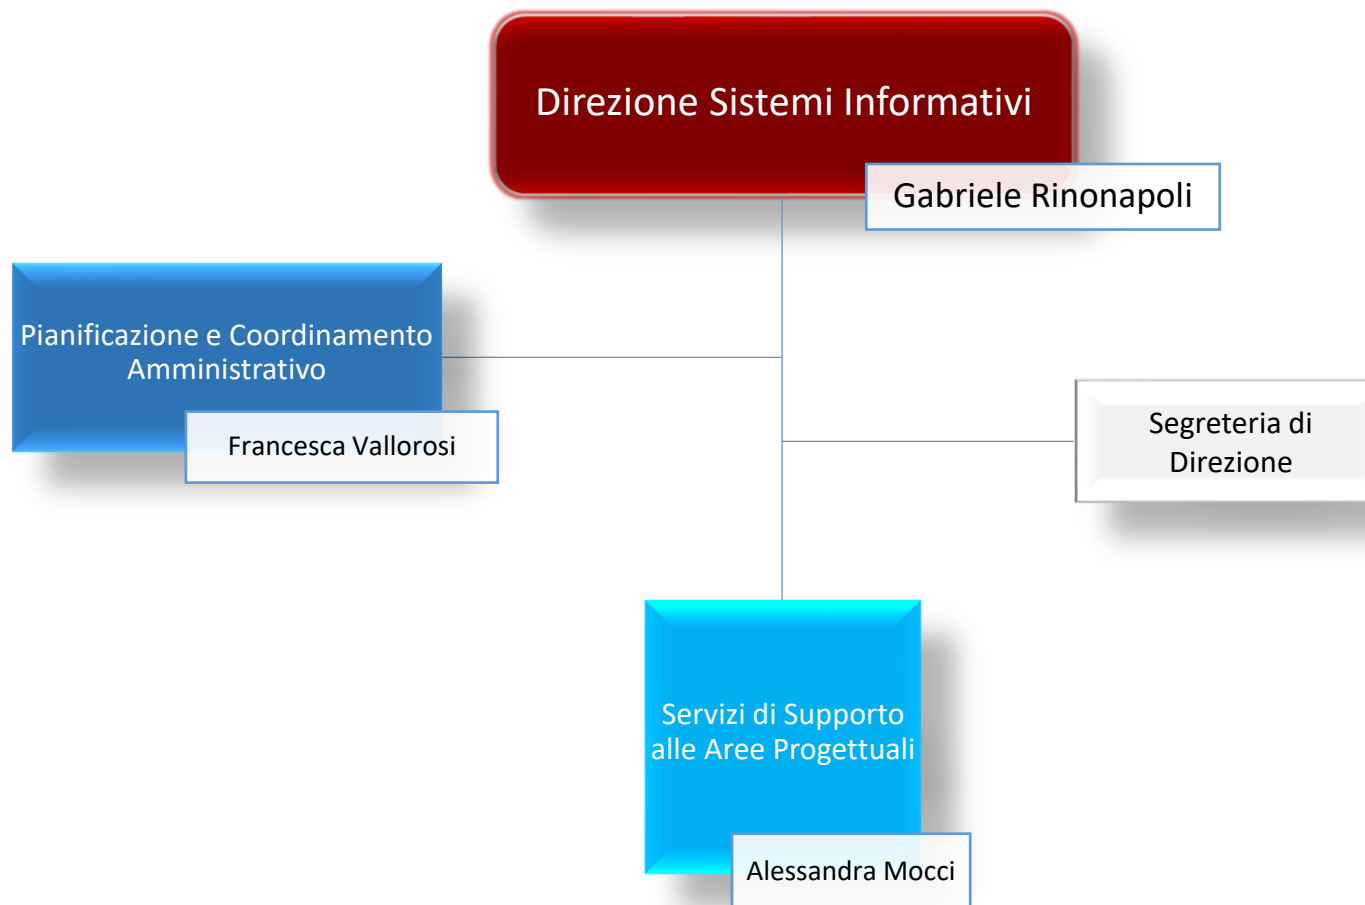 Direzione Sistemi Informativi
Gabriele Rinonapoli
Pianificazione e Coordinamento
Amministrativo
Francesca Vallorosi
Segreteria di
Direzione
Servizi di Supporto
alle Aree Progettuali
Alessandra Mocci